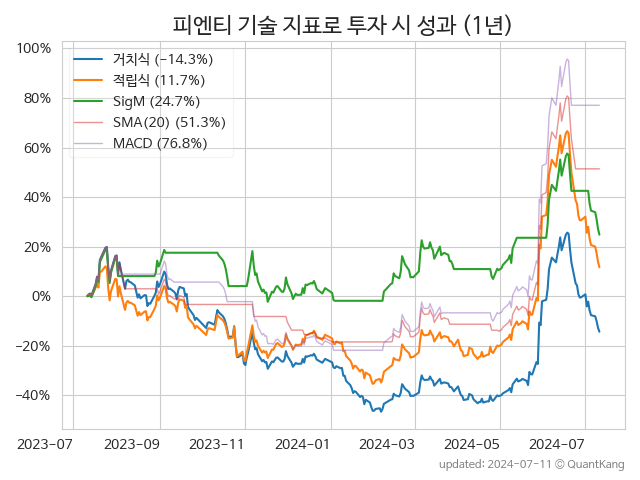 피엔티 기술 지표로 투자 시 성과 (1년)
거치식 (-14.3%)
적립식 (11.7%)
SigM (24.7%)
SMA(20) (51.3%)
MACD (76.8%)
100%
80%
60%
40%
20%
0%
−20%
−40%
2023-07 2023-09 2023-11 2024-01 2024-03 2024-05 2024-07
updated: 2024-07-11 © QuantKang